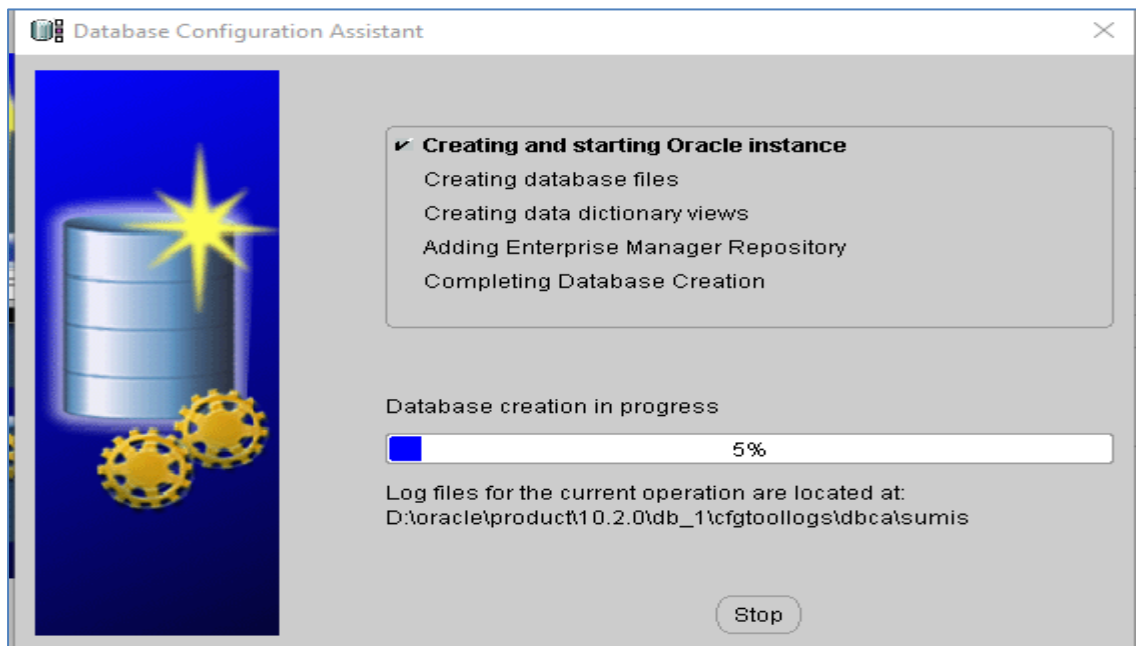 Database Configuration Assistant
Creating and starting Oracle instance
Creating database files
Creating data dictionary views
Adding Enterprise Manager Repository
Completing Database Creation
Database creation in progress
5%
Log files for the current operation are located at:
D:\oracle\product\10.2.0\db_1\cfgtoollogs\dbca\sumis
Stop